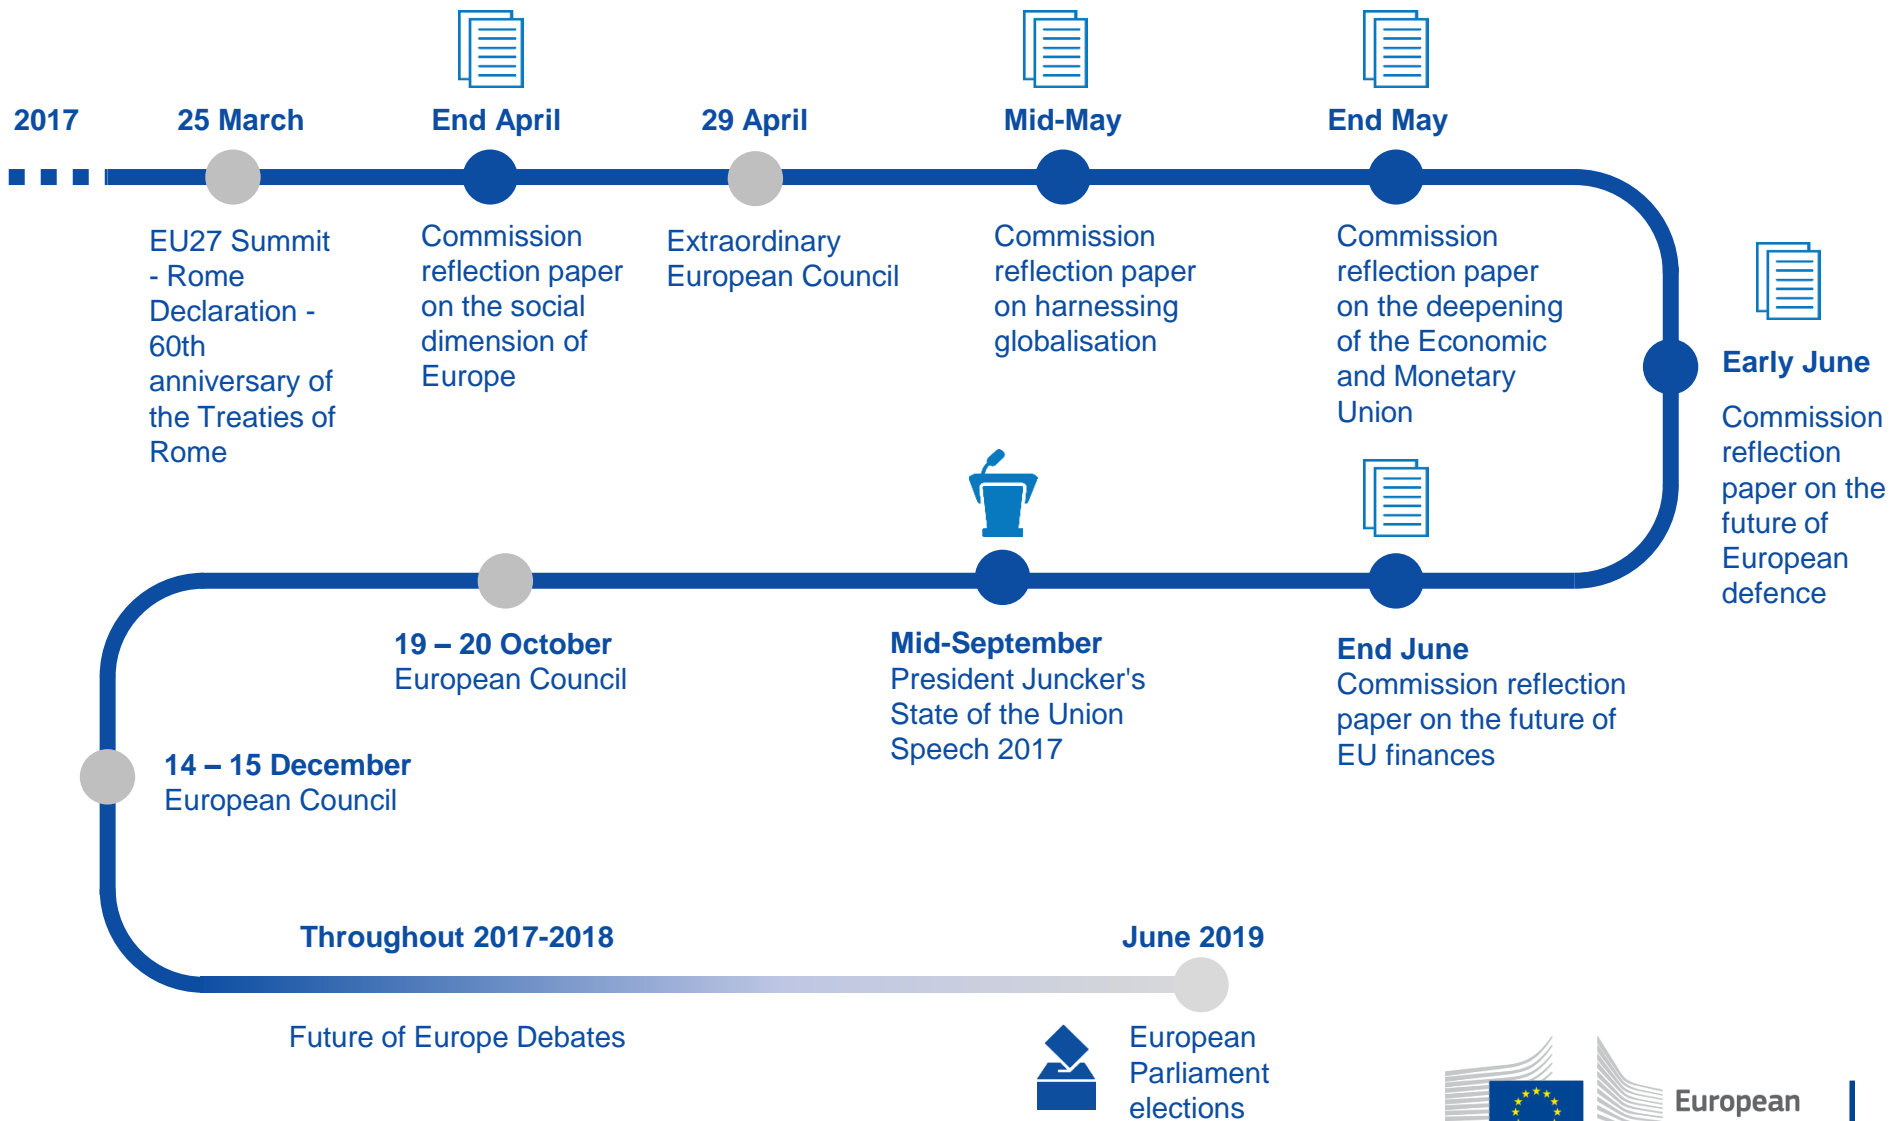 2017
25 March
End April
29 April
Mid-May
End May
EU27 Summit
- Rome
Declaration -
60th
anniversary of
the Treaties of
Rome
Commission
reflection paper
on the social
dimension of
Europe
Extraordinary
European Council
Commission
reflection paper
on harnessing
globalisation
Commission
reflection paper
on the deepening
of the Economic
and Monetary
Union
Early June
Commission
reflection
paper on the
future of
European
defence
End June
Commission reflection
paper on the future of
EU finances
Mid-September
President Juncker's
State of the Union
Speech 2017
19 – 20 October
European Council
14 – 15 December
European Council
Throughout 2017-2018
Future of Europe Debates
June 2019
European
Parliament
elections
European